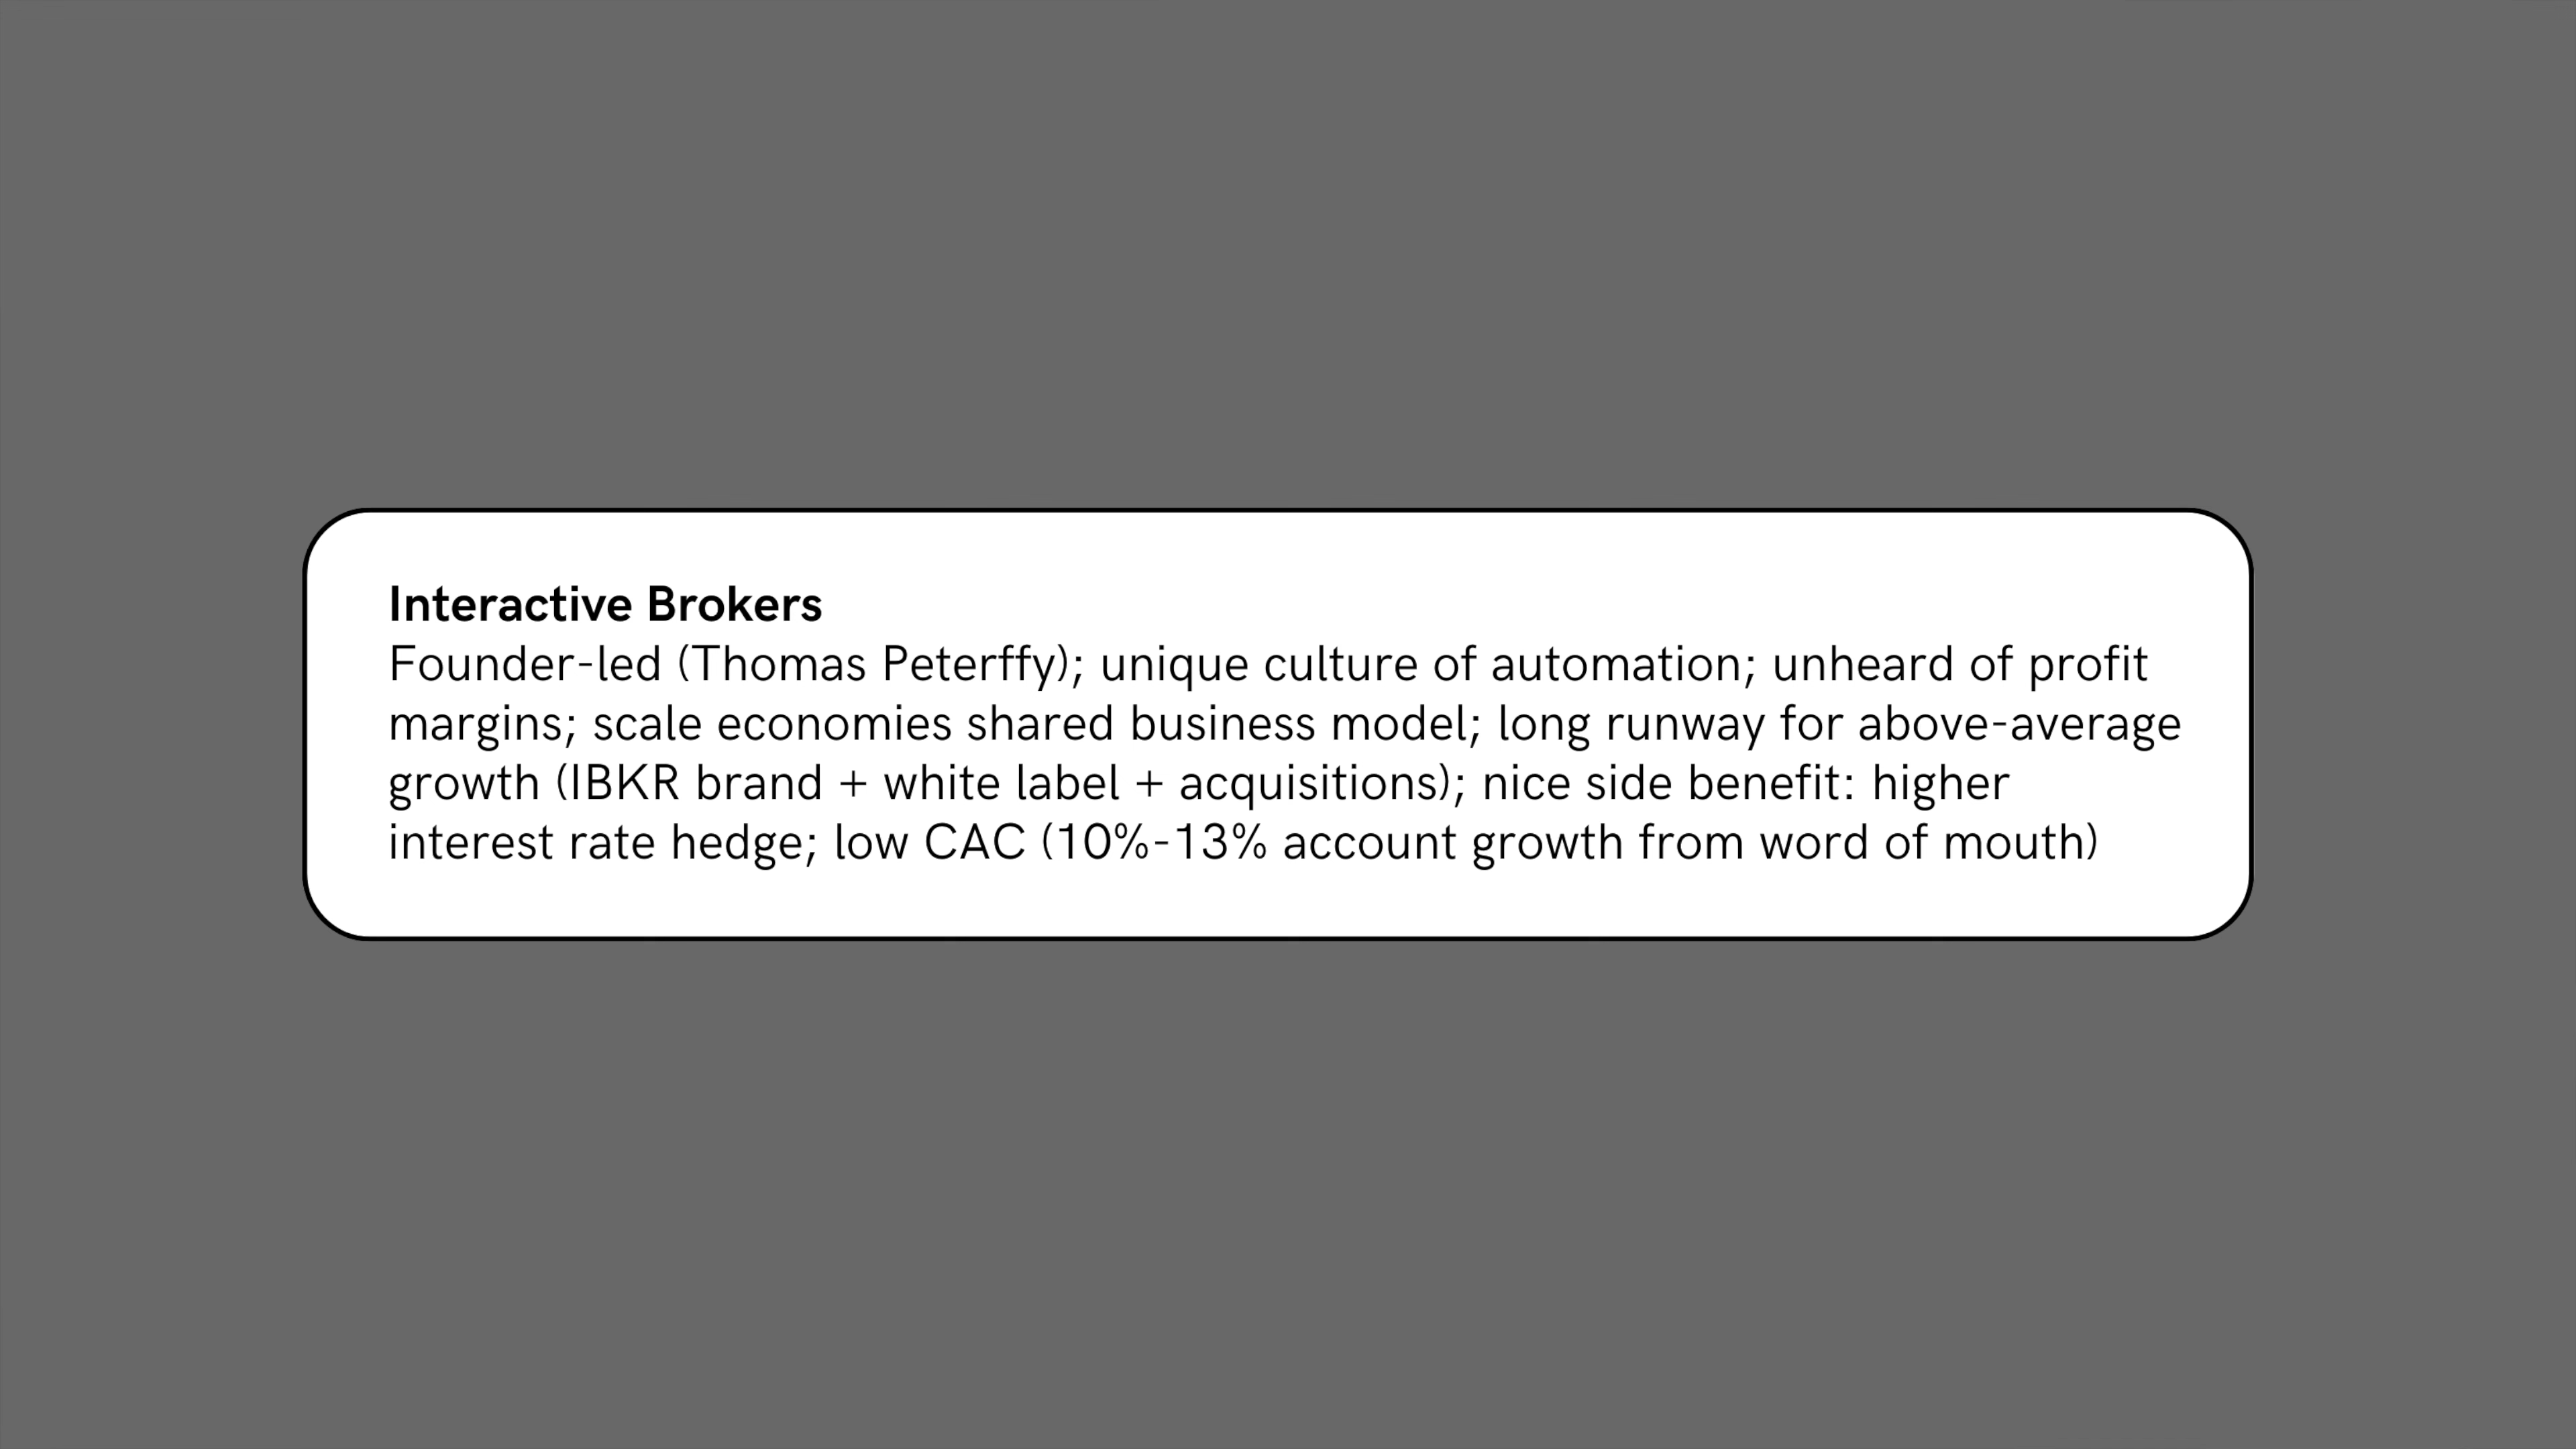 Interactive Brokers
Founder-led (Thomas Peterffy); unique culture of automation; unheard of profit
margins; scale economies shared business model; long runway for above-average
growth (IBKR brand + white label + acquisitions); nice side benefit: higher
interest rate hedge; low CAC (10%-13% account growth from word of mouth)